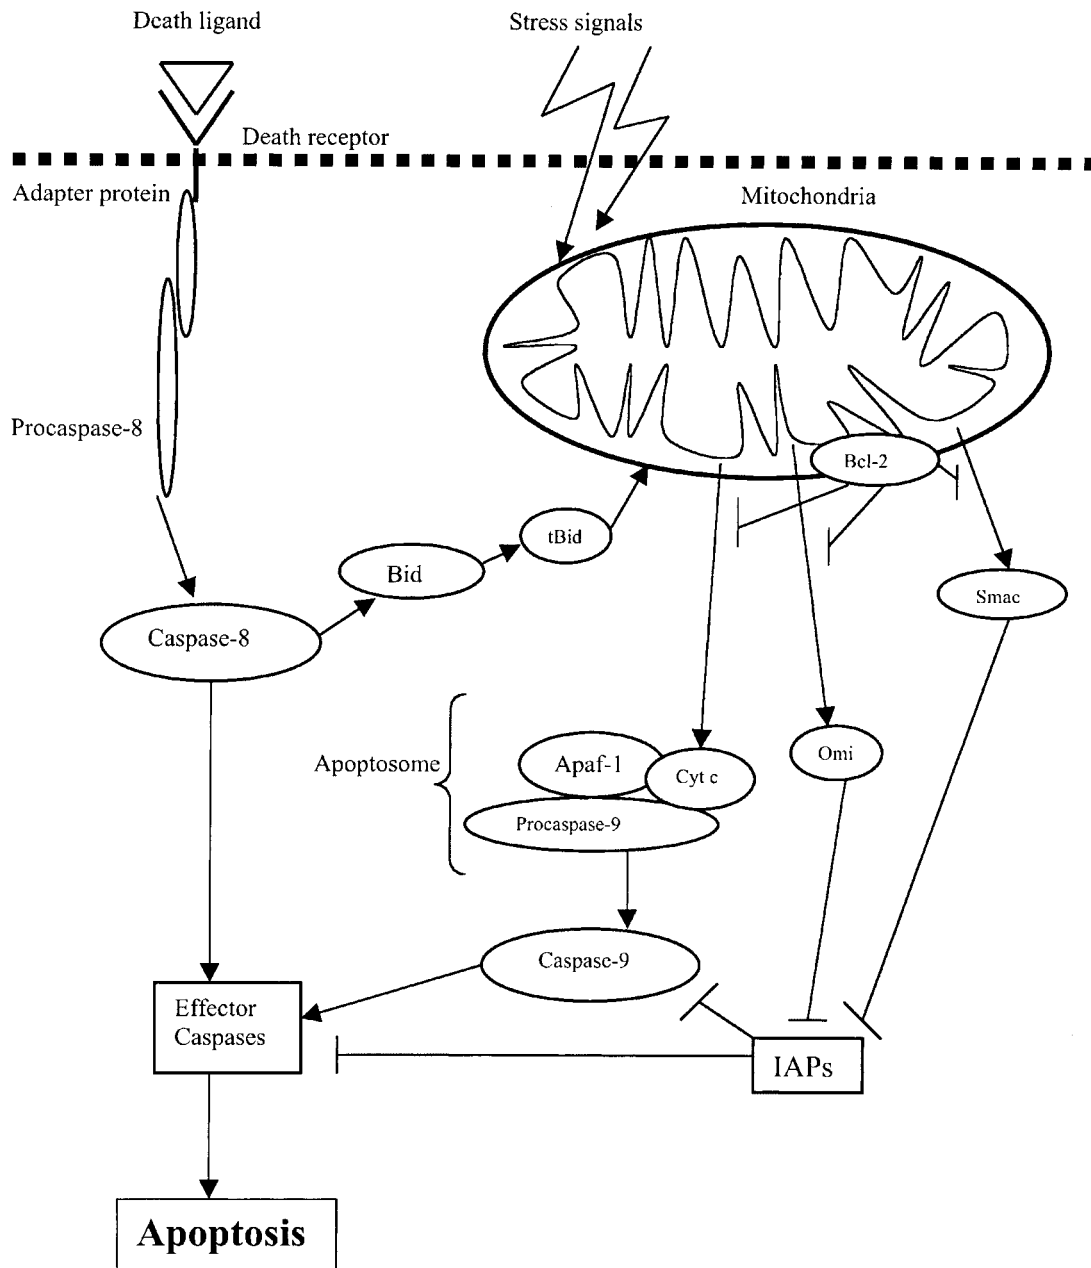 Death ligand
Stress signals
Death receptor
Adapter protein
Mitochondria
Procaspase-8
Bcl-2
tBid
Bid
Smac
Caspase-8
Apoptosome
Apaf-1
Cyt c
Omi
Procaspase-9
Caspase-9
Effector
Caspases
IAPs
Apoptosis